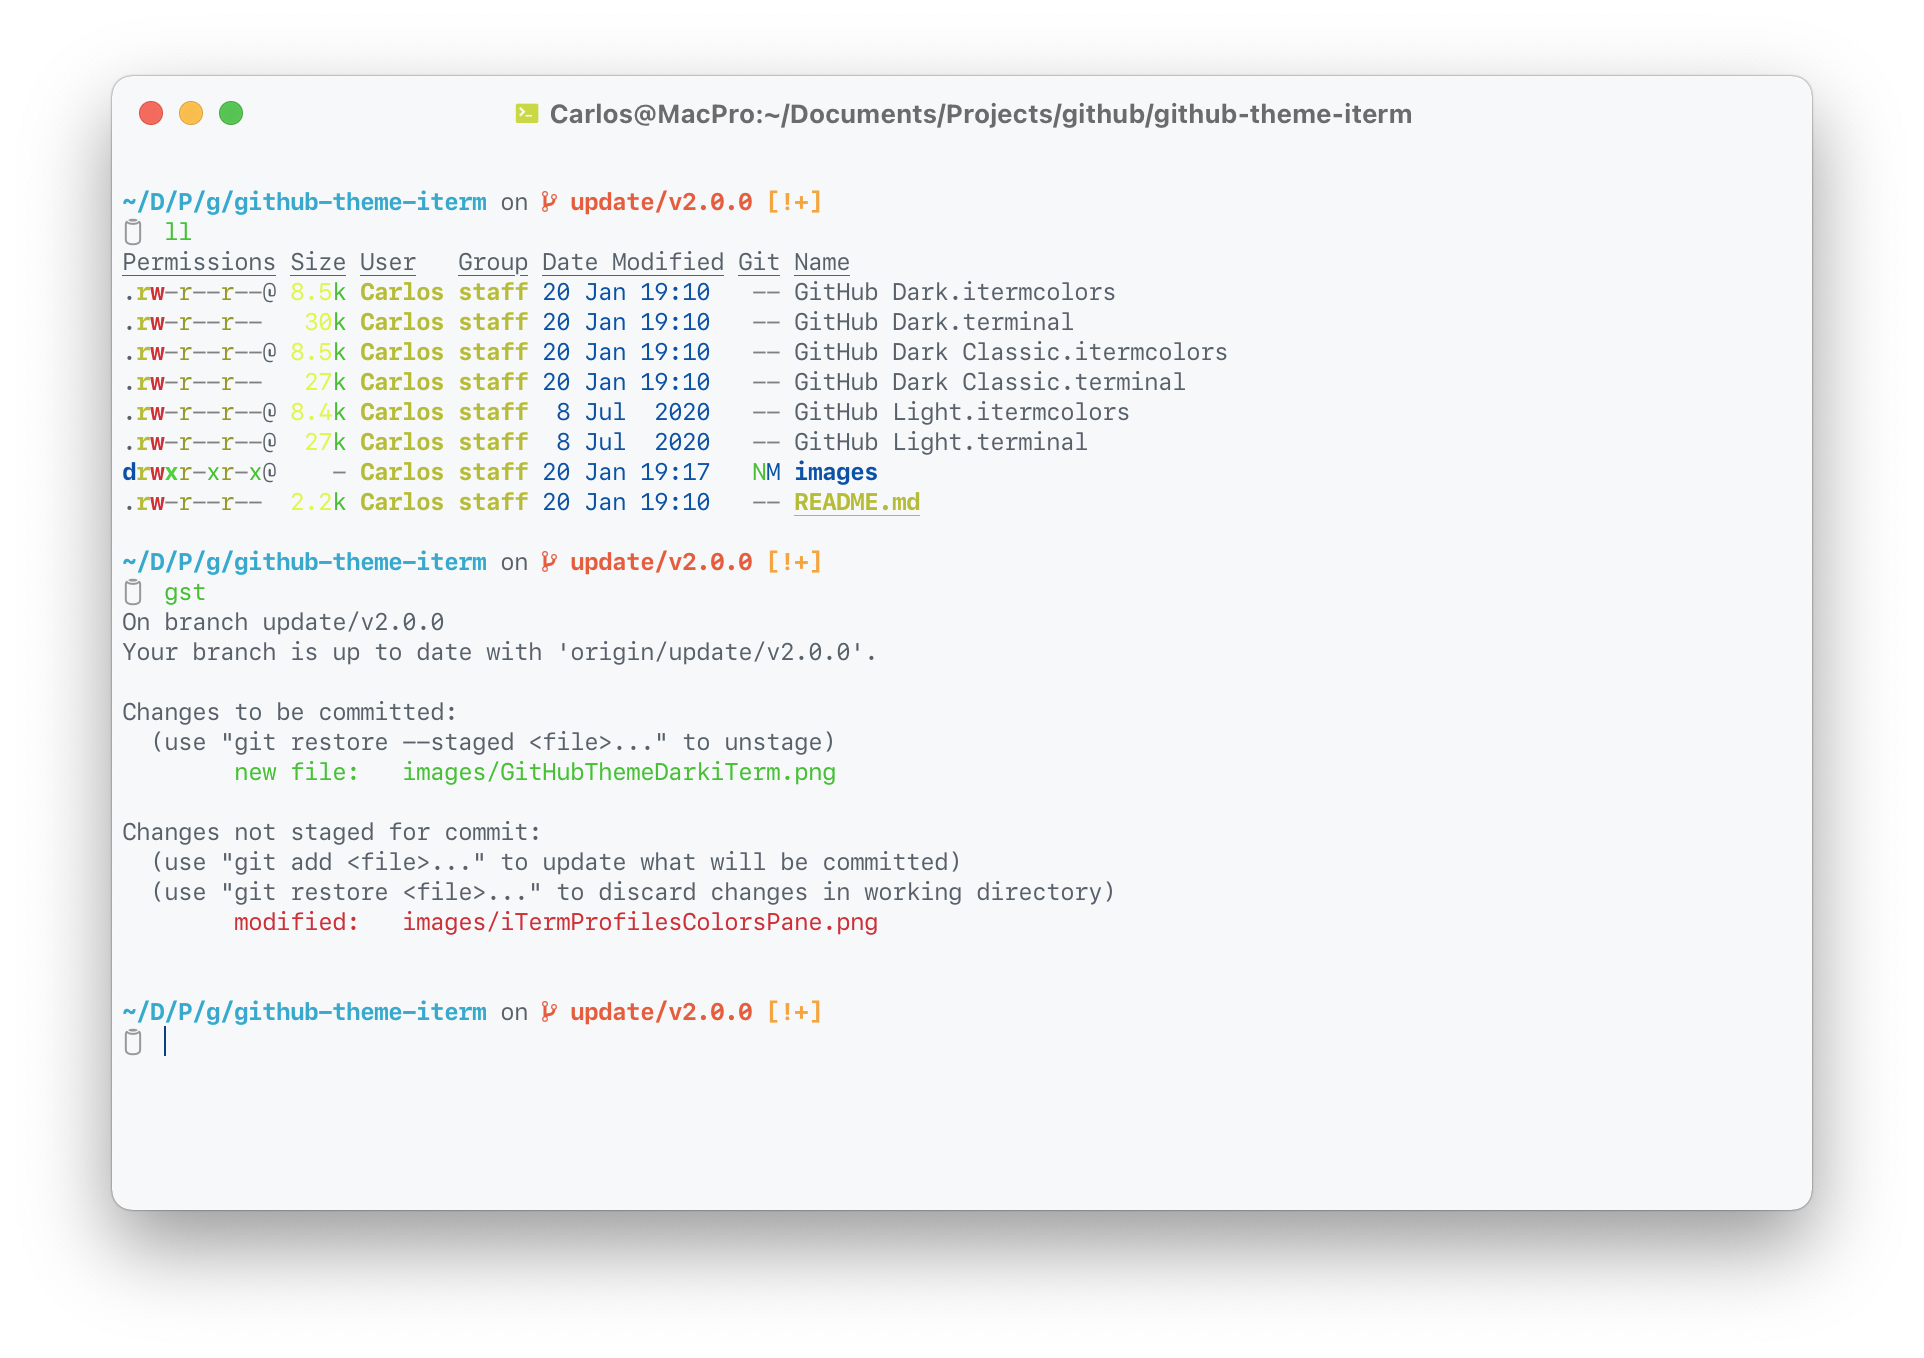 Carlos@MacPro:~/Documents/Projects/github/github-theme-iterm
~/D/P/g/github-theme-iterm on update/v2.0.0 [!+]
ll
Permissions Size User   Group  Date Modified Git Name
.rw-r--r--@ 8.5k Carlos staff 20 Jan 19:10   -- GitHub Dark.itermcolors
.rw-r--r--   30k Carlos staff 20 Jan 19:10   -- GitHub Dark.terminal
.rw-r--r--@ 8.5k Carlos staff 20 Jan 19:10   -- GitHub Dark Classic.itermcolors
.rw-r--r--   27k Carlos staff 20 Jan 19:10   -- GitHub Dark Classic.terminal
.rw-r--r--@ 8.4k Carlos staff  8 Jul  2020   -- GitHub Light.itermcolors
.rw-r--r--@  27k Carlos staff  8 Jul  2020   -- GitHub Light.terminal
drwxr-xr-x@    - Carlos staff 20 Jan 19:17   NM images
.rw-r--r--  2.2k Carlos staff 20 Jan 19:10   -- README.md
~/D/P/g/github-theme-iterm on update/v2.0.0 [!+]
gst
On branch update/v2.0.0
Your branch is up to date with 'origin/update/v2.0.0'.
Changes to be committed:
  (use "git restore --staged <file>..." to unstage)
        new file:   images/GitHubThemeDarkiTerm.png
Changes not staged for commit:
  (use "git add <file>..." to update what will be committed)
  (use "git restore <file>..." to discard changes in working directory)
        modified:   images/iTermProfilesColorsPane.png
~/D/P/g/github-theme-iterm on update/v2.0.0 [!+]